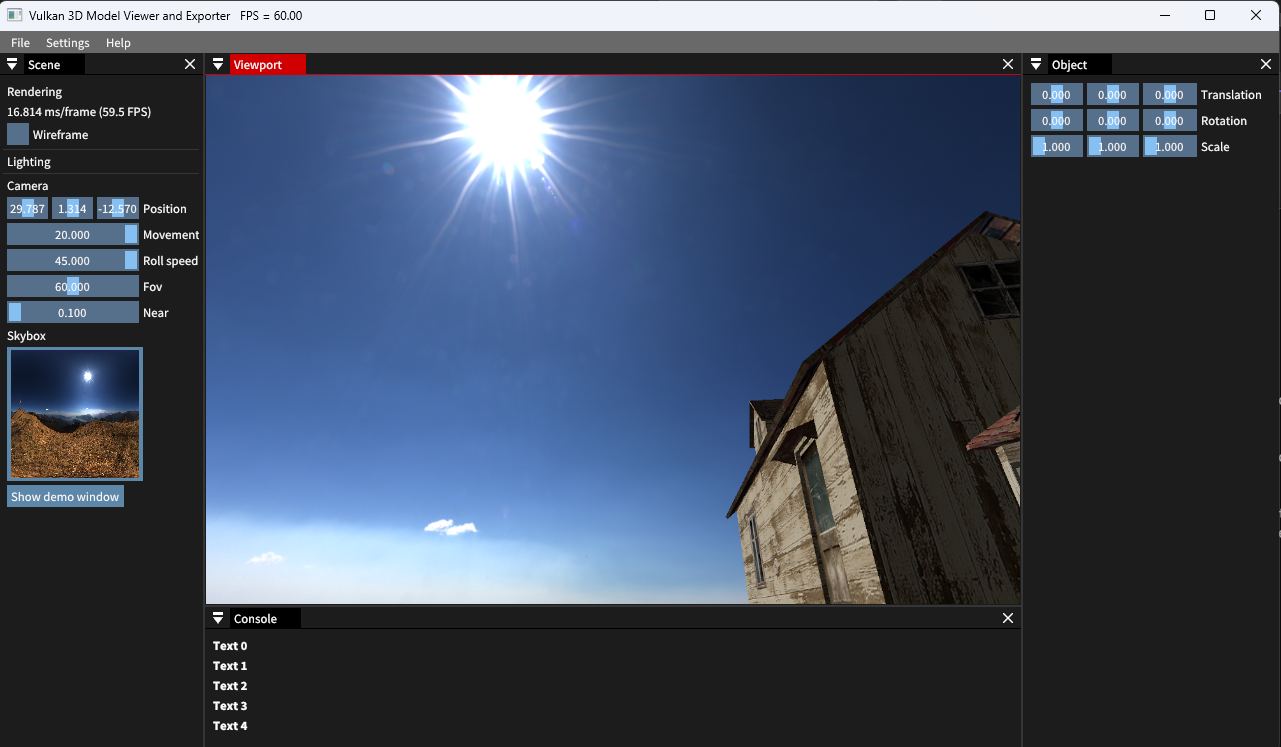 Vulkan 3D Model Viewer and Exporter   FPS = 60.00
File Settings Help
Scene
Rendering
16.814 ms/frame (59.5 FPS)
Wireframe
Lighting
Camera
29.787 1.314 -12.570 Position
20.000 Movement
45.000 Roll speed
60.000 Fov
0.100 Near
Skybox
Show demo window
Viewport
Console
Text 0
Text 1
Text 2
Text 3
Text 4
Object
0.000 0.000 0.000 Translation
0.000 0.000 0.000 Rotation
1.000 1.000 1.000 Scale